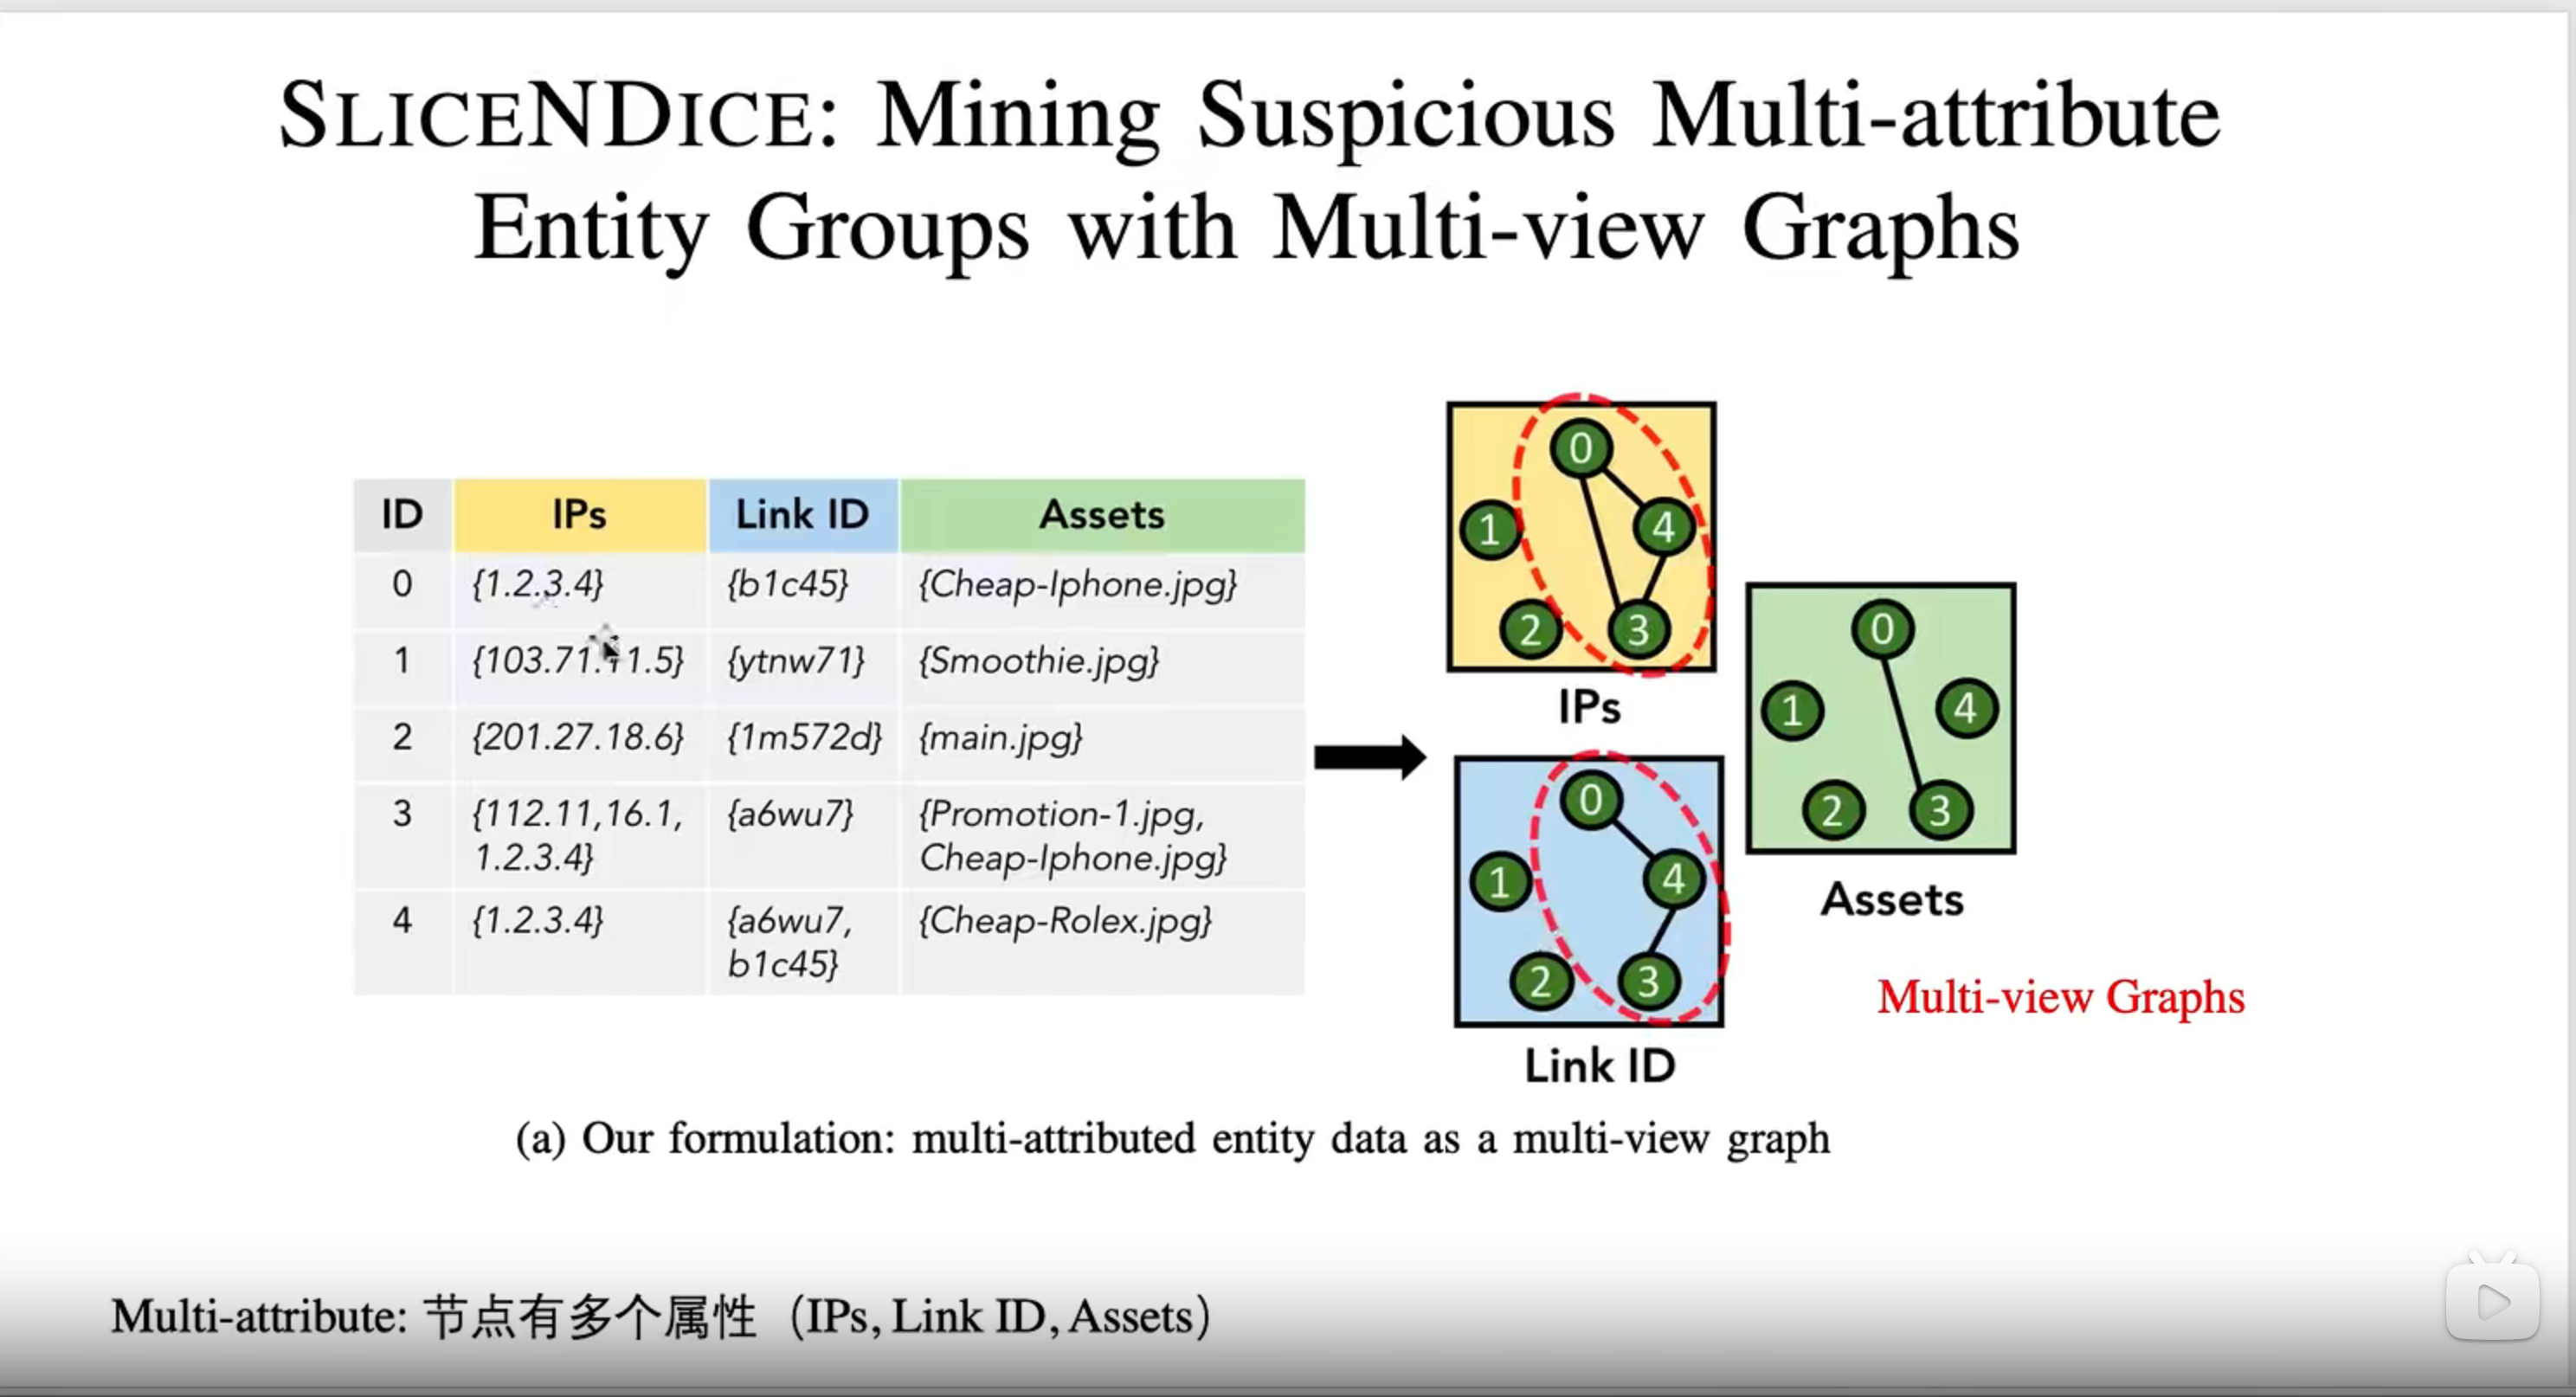 SLICENDICE: Mining Suspicious Multi-attribute
Entity Groups with Multi-view Graphs
ID IPs Link ID Assets
0 {1.2.3.4} {b1c45} {Cheap-Iphone.jpg}
1 {103.71.11.5} {ytnw71} {Smoothie.jpg}
2 {201.27.18.6} {1m572d} {main.jpg}
3 {112.11,16.1, {a6wu7} {Promotion-1.jpg,
1.2.3.4} Cheap-Iphone.jpg}
4 {1.2.3.4} {a6wu7, {Cheap-Rolex.jpg}
b1c45}
0
1
4
2
3
IPs
0
1
4
2
3
Link ID
0
1
4
2
3
Assets
Multi-view Graphs
(a) Our formulation: multi-attributed entity data as a multi-view graph
Multi-attribute: 节点有多个属性（IPs, Link ID, Assets）